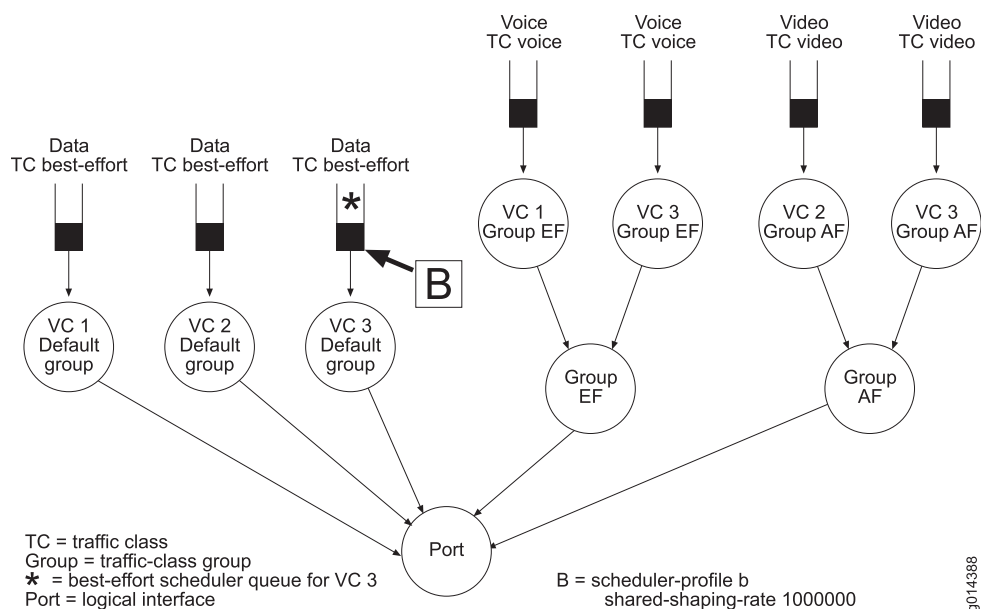 Voice
TC voice
Voice
TC voice
Video
TC video
Video
TC video
Data
TC best-effort
Data
TC best-effort
Data
TC best-effort
*
B
VC 1
Group EF
VC 3
Group EF
VC 2
Group AF
VC 3
Group AF
VC 1
Default
group
VC 2
Default
group
VC 3
Default
group
Group
EF
Group
AF
Port
TC = traffic class
Group = traffic-class group
* = best-effort scheduler queue for VC 3
Port = logical interface
B = scheduler-profile b
shared-shaping-rate 1000000
g014388